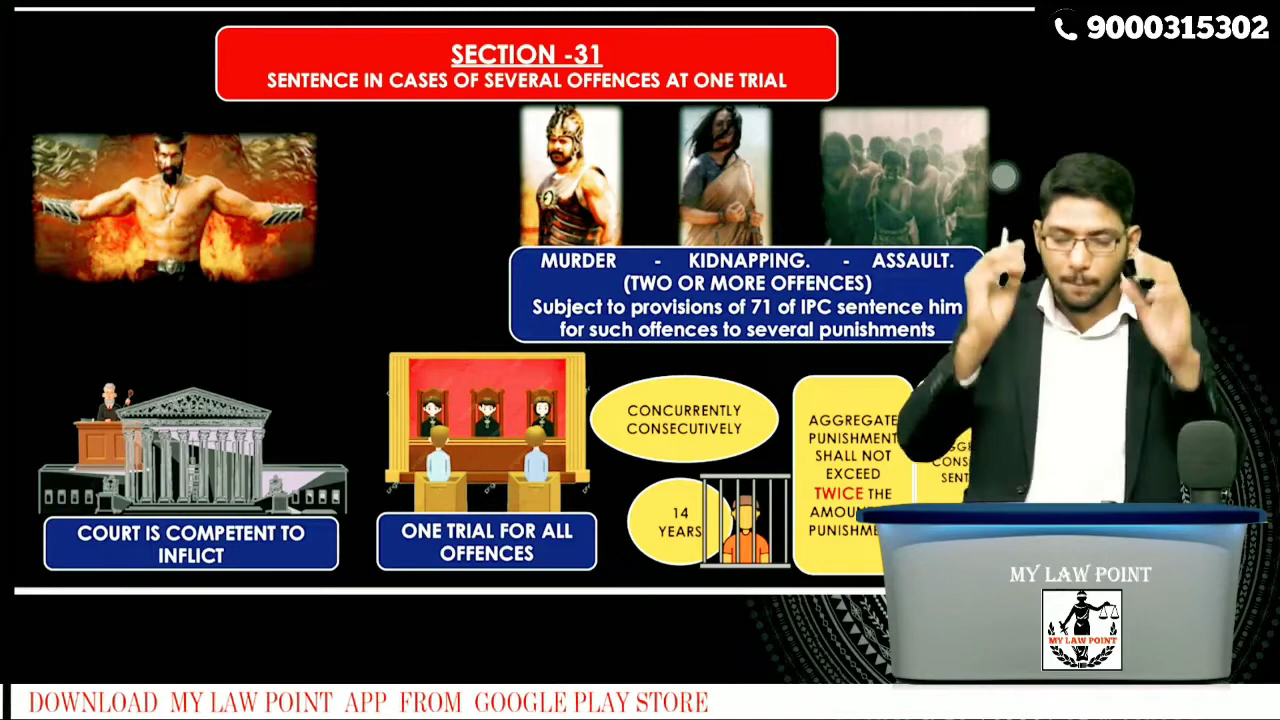 9000315302
SECTION -31
SENTENCE IN CASES OF SEVERAL OFFENCES AT ONE TRIAL
MURDER - KIDNAPPING. - ASSAULT.
(TWO OR MORE OFFENCES)
Subject to provisions of 71 of IPC sentence him
for such offences to several punishments
CONCURRENTLY
CONSECUTIVELY
14
YEARS
AGGREGATE
PUNISHMENT
SHALL NOT
EXCEED
TWICE THE
COURT IS COMPETENT TO
INFLICT
ONE TRIAL FOR ALL
OFFENCES
MY LAW POINT
MY LAW POINT
DOWNLOAD MY LAW POINT APP FROM GOOGLE PLAY STORE